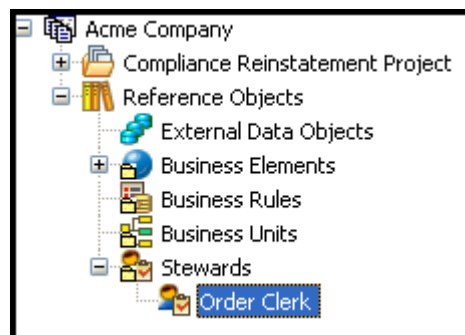 Acme Company
Compliance Reinstatement Project
Reference Objects
External Data Objects
Business Elements
Business Rules
Business Units
Stewards
Order Clerk